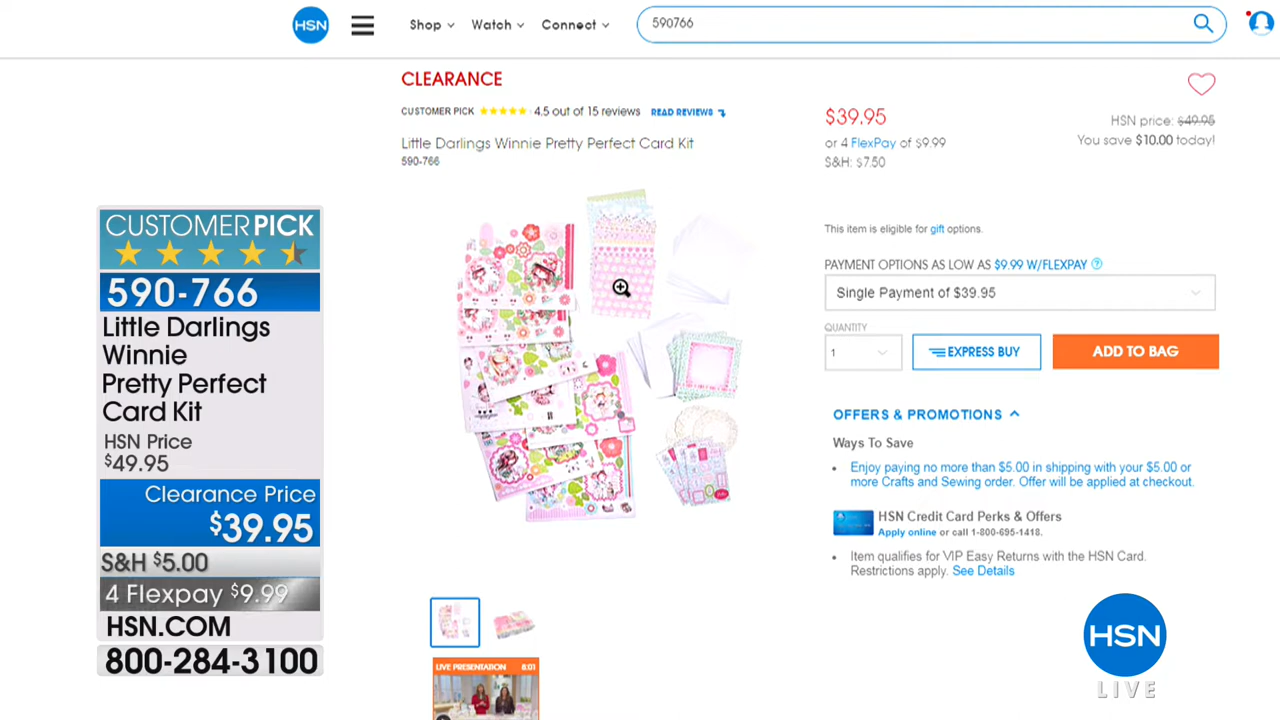 HSN
Shop
Watch
Connect
590766
CLEARANCE
CUSTOMER PICK 4.5 out of 15 reviews READ REVIEWS
Little Darlings Winnie Pretty Perfect Card Kit
590-766
$39.95
or 4 FlexPay of $9.99
S&H: $7.50
HSN price: $49.95
You save $10.00 today!
This item is eligible for gift options.
PAYMENT OPTIONS AS LOW AS $9.99 W/FLEXPAY ?
Single Payment of $39.95
QUANTITY
1
EXPRESS BUY
ADD TO BAG
OFFERS & PROMOTIONS
Ways To Save
• Enjoy paying no more than $5.00 in shipping with your $5.00 or
more Crafts and Sewing order. Offer will be applied at checkout.
HSN Credit Card Perks & Offers
Apply online or call 1-800-695-1418.
• Item qualifies for VIP Easy Returns with the HSN Card.
Restrictions apply. See Details
LIVE PRESENTATION 8:01
CUSTOMER PICK
590-766
Little Darlings
Winnie
Pretty Perfect
Card Kit
HSN Price
$49.95
Clearance Price
$39.95
S&H $5.00
4 Flexpay $9.99
HSN.COM
800-284-3100
HSN
LIVE